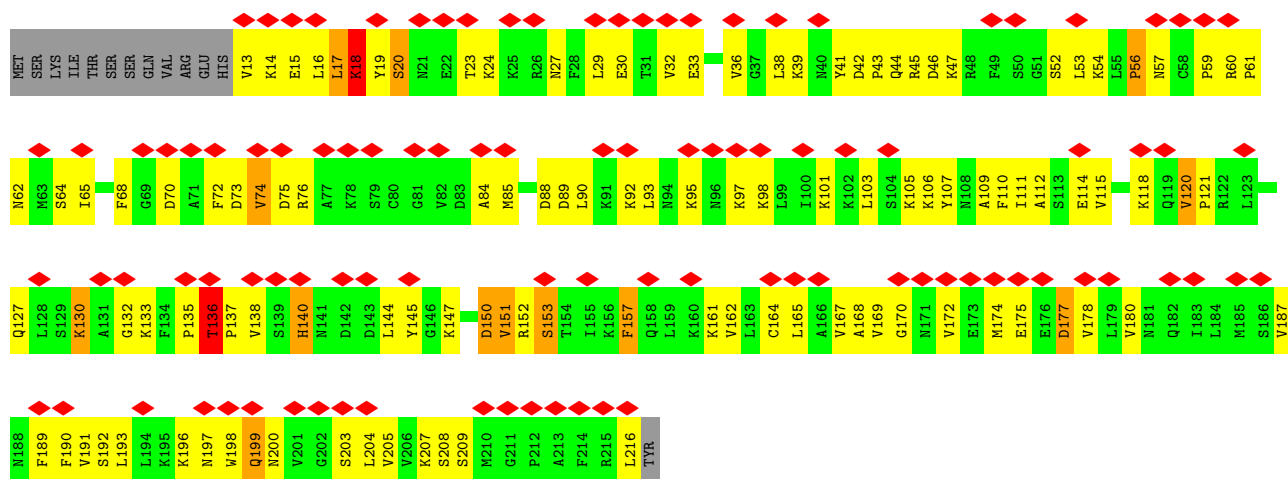 MET SER LYS ILE THR SER SER GLN VAL ARG GLU HIS V13 K14 E15 L16 L17 K18 Y19 S20 N21 E22 T23 K24 K25 R26 N27 F28 L29 E30 T31 V32 E33 V36 G37 L38 K39 N40 Y41 D42 P43 Q44 R45 D46 K47 R48 F49 S50 G51 S52 L53 K54 L55 P56 N57 C58 P59 R60 P61
N62 M63 S64 I65 F68 G69 D70 A71 F72 D73 V74 D75 R76 A77 K78 S79 C80 G81 V82 D83 A84 M85 D88 D89 L90 K91 K92 L93 N94 K95 N96 K97 K98 L99 I100 K101 K102 L103 S104 K105 K106 Y107 N108 A109 F110 I111 A112 S113 E114 V115 K118 Q119 V120 P121 R122 L123
Q127 L128 S129 K130 A131 G132 K133 F134 P135 T136 P137 V138 S139 H140 N141 D142 D143 L144 Y145 G146 K147 D150 V151 R152 S153 T154 I155 K156 F157 Q158 L159 K160 K161 V162 L163 C164 L165 A166 V167 A168 V169 G170 N171 V172 E173 M174 E175 E176 D177 V178 L179 V180 N181 Q182 I183 L184 M185 S186 V187
N188 F189 F190 V191 S192 L193 L194 K195 K196 N197 W198 Q199 N200 V201 G202 S203 L204 V205 V206 K207 S208 S209 M210 G211 P212 A213 F214 R215 L216 TYR